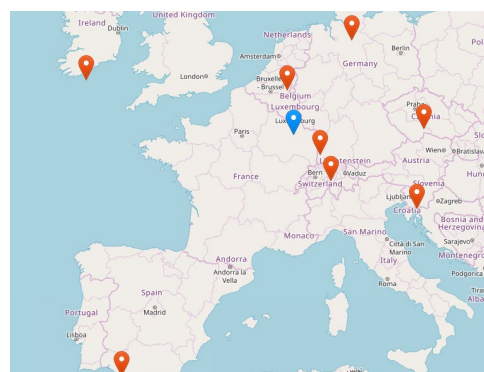 United Kingdom
Ireland
Dublin
Netherlands
Amsterdam
Berlin
London
Germany
Bruxelles
- Brussel
Belgium
Luxembourg
Paris
Wien
Bratislava
Liechtenstein
Austria
Bern
Vaduz
France
Switzerland
Slovenia
Ljubljana
Zagreb
Croatia
Bosnia and
Herzegovina
Monaco
San Marino
Sarajevo
Città di San
Marino
Montenegro
Andorra
Andorra la
Vella
Italy
Podgorica
Roma
Spain
Portugal
Madrid
Lisboa